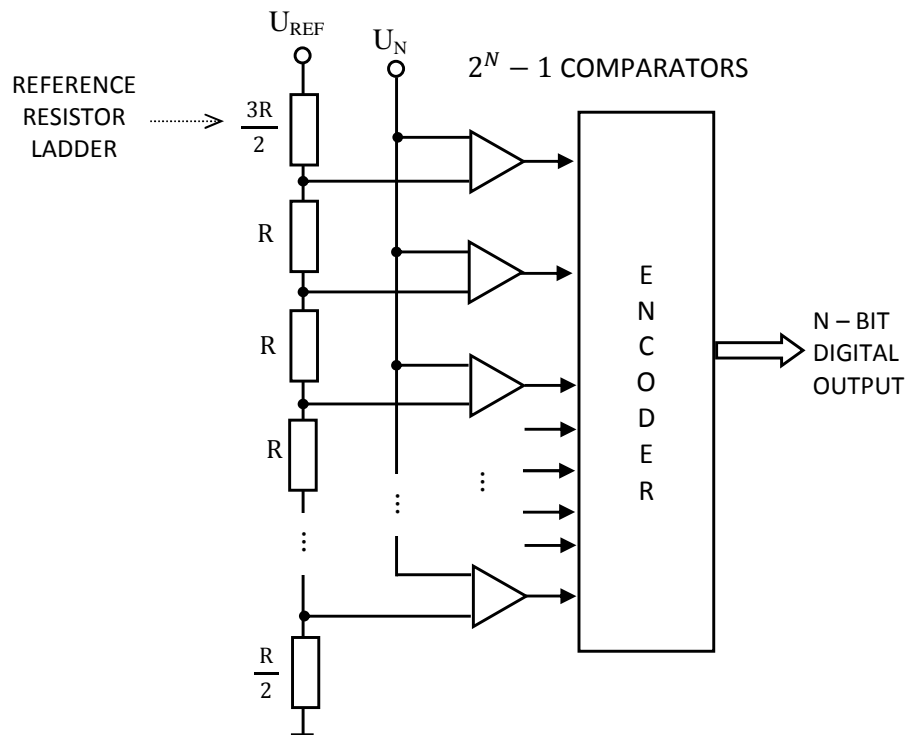 U_REF
U_N
2^N − 1 COMPARATORS
REFERENCE
RESISTOR
LADDER
3R
2
R
R
R
R
2
E
N
C
O
D
E
R
N – BIT
DIGITAL
OUTPUT
...
...
...